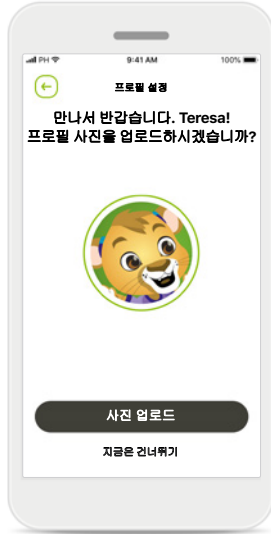 PH 9:41 AM 100%
프로필 설정
만나서 반갑습니다. Teresa!
프로필 사진을 업로드하시겠습니까?
사진 업로드
지금은 건너뛰기